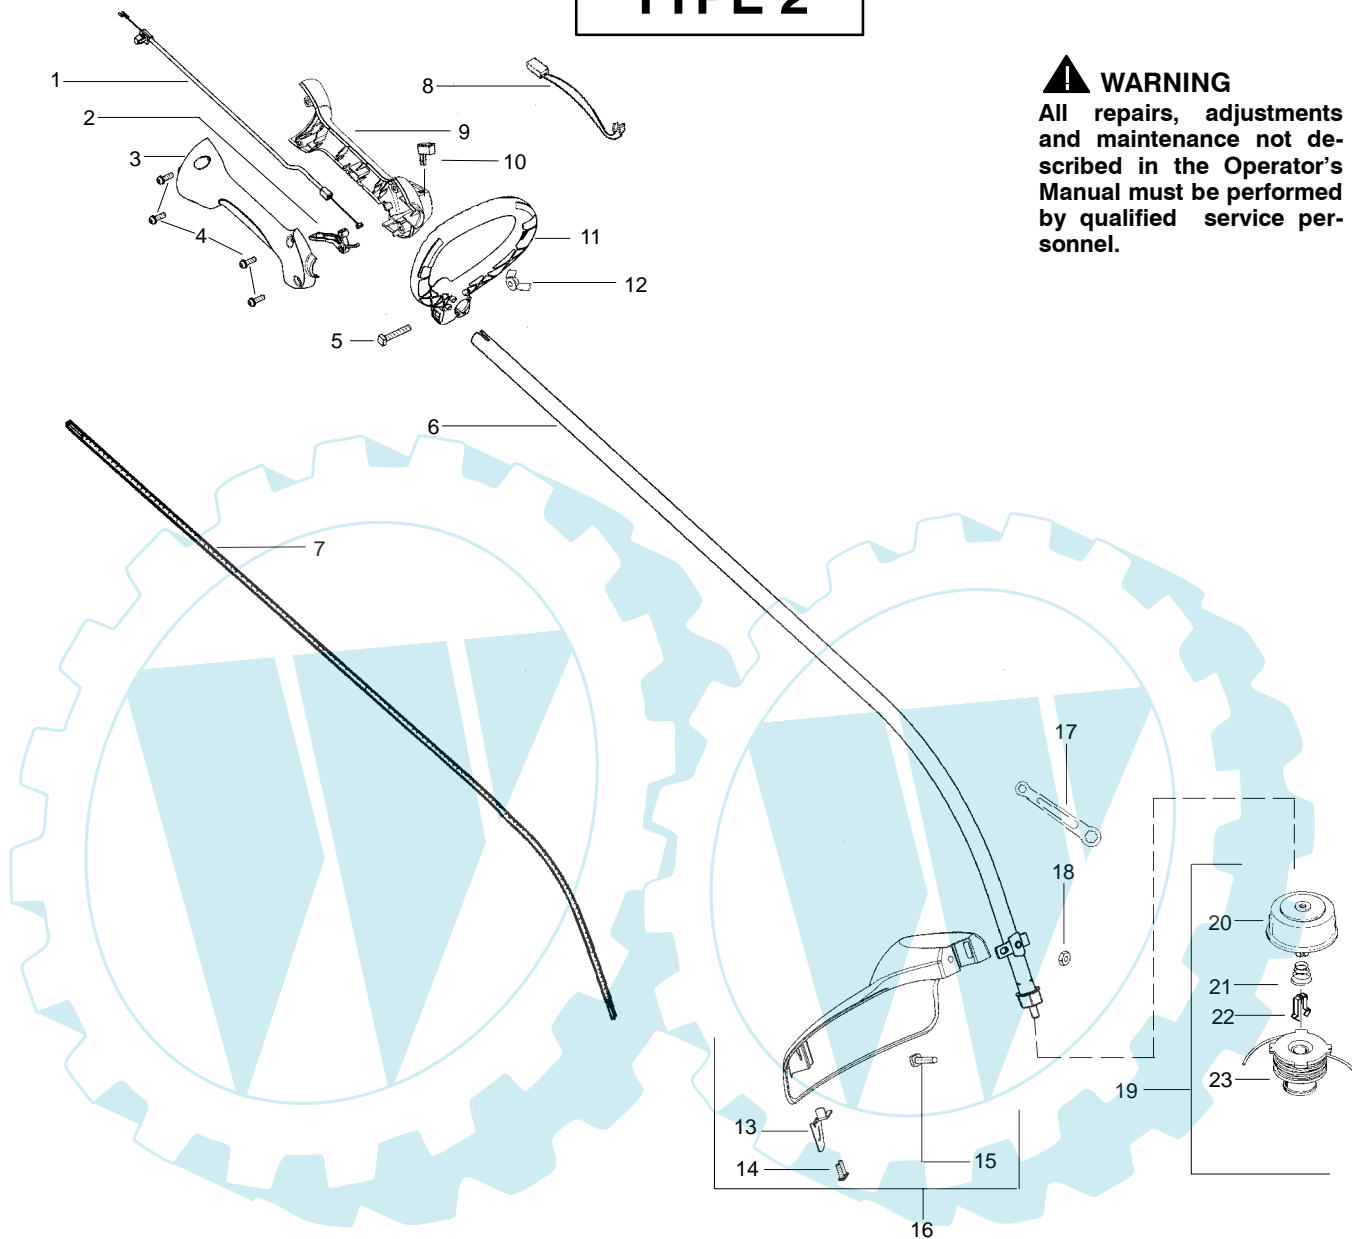 TYPE 2
WARNING
All repairs, adjustments
and maintenance not de-
scribed in the Operator's
Manual must be performed
by qualified service per-
sonnel.
1
2
3
4
5
6
7
8
9
10
11
12
13
14
15
16
17
18
19
20
21
22
23